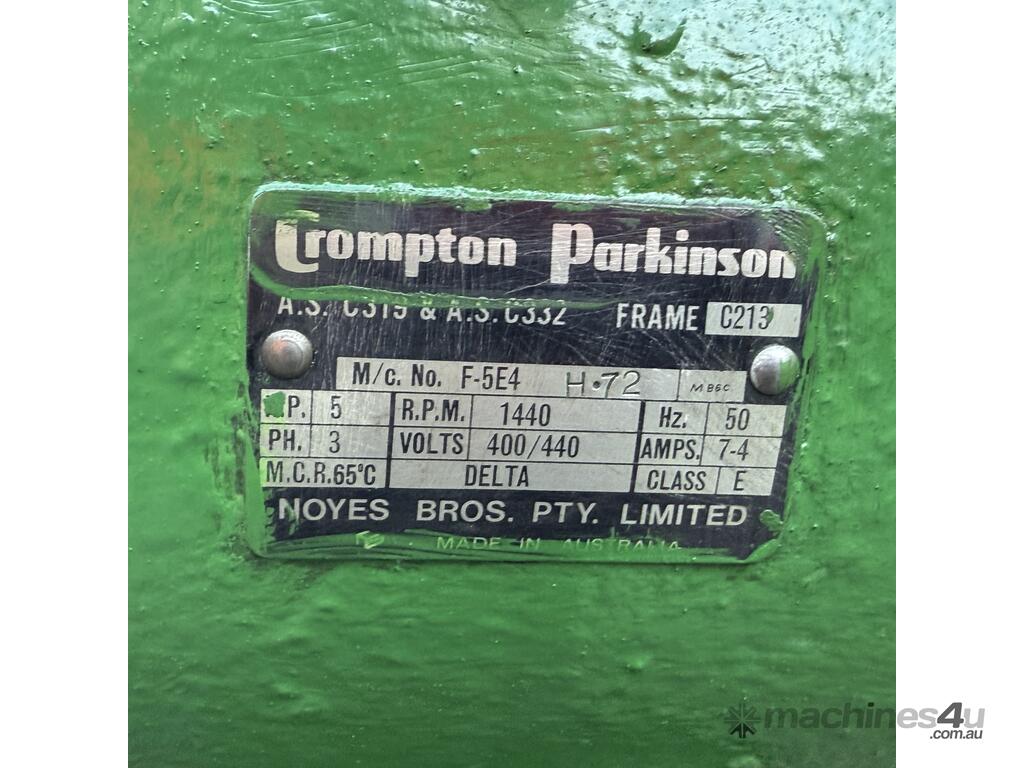 Crompton Parkinson
A.S. C319 & A.S. C332 FRAME C213
M/c. No. F-5E4 H·72 MBGC
P. 5 R.P.M. 1440 Hz. 50
PH. 3 VOLTS 400/440 AMPS. 7-4
M.C.R. 65°C DELTA CLASS E
NOYES BROS. PTY. LIMITED
MADE IN AUSTRALIA
machines4u
.com.au